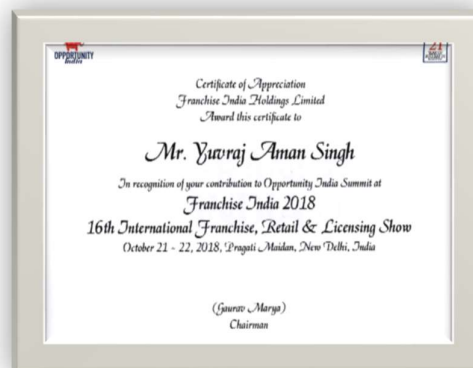 OPPORTUNITY
India
21
Certificate of Appreciation
Franchise India Holdings Limited
Award this certificate to
Mr. Yuvraj Aman Singh
In recognition of your contribution to Opportunity India Summit at
Franchise India 2018
16th International Franchise, Retail & Licensing Show
October 21 - 22, 2018, Pragati Maidan, New Delhi, India
(Gaurav Marya)
Chairman